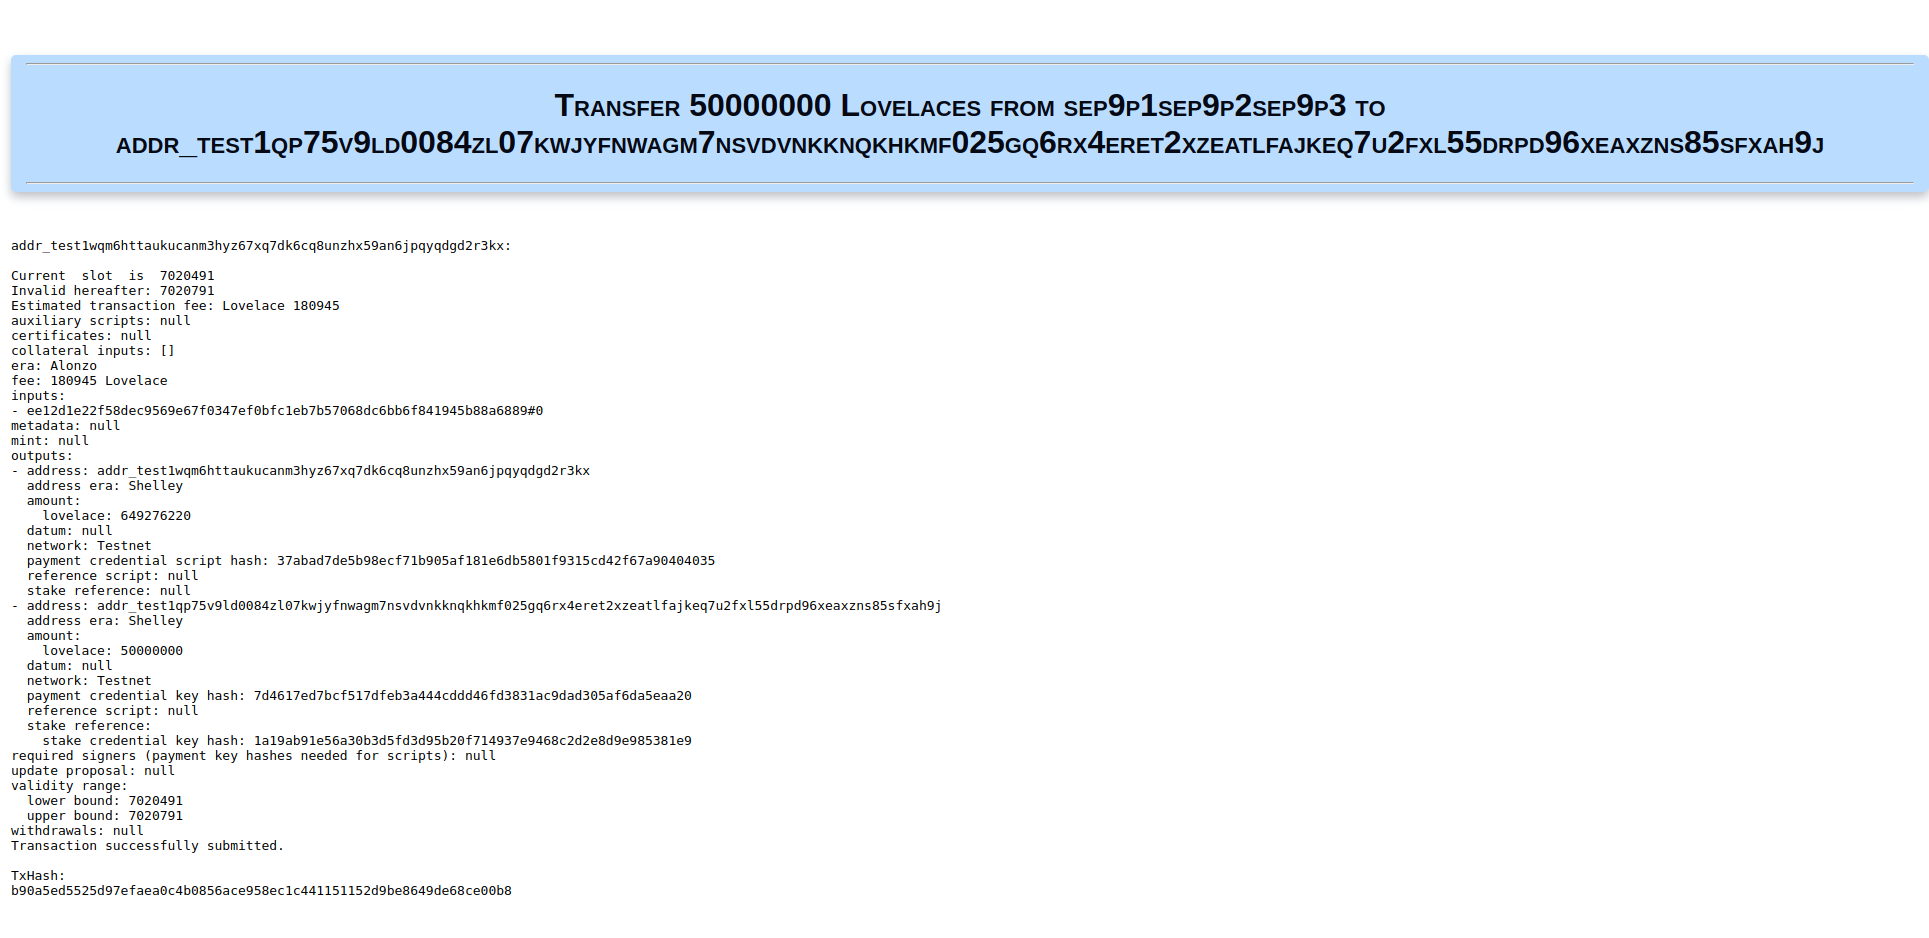 Transfer 50000000 Lovelaces from sep9p1sep9p2sep9p3 to
addr_test1qp75v9ld0084zl07kwjyfnwagm7nsvdvnkknqkhkmf025gq6rx4eret2xzeatlfajkeq7u2fxl55drpd96xeaxzns85sfxah9j
addr_test1wqm6httaukucanm3hyz67xq7dk6cq8unzhx59an6jpqyqdgd2r3kx:
Current  slot  is  7020491
Invalid hereafter: 7020791
Estimated transaction fee: Lovelace 180945
auxiliary scripts: null
certificates: null
collateral inputs: []
era: Alonzo
fee: 180945 Lovelace
inputs:
- ee12d1e22f58dec9569e67f0347ef0bfc1eb7b57068dc6bb6f841945b88a6889#0
metadata: null
mint: null
outputs:
- address: addr_test1wqm6httaukucanm3hyz67xq7dk6cq8unzhx59an6jpqyqdgd2r3kx
  address era: Shelley
  amount:
    lovelace: 649276220
  datum: null
  network: Testnet
  payment credential script hash: 37abad7de5b98ecf71b905af181e6db5801f9315cd42f67a90404035
  reference script: null
  stake reference: null
- address: addr_test1qp75v9ld0084zl07kwjyfnwagm7nsvdvnkknqkhkmf025gq6rx4eret2xzeatlfajkeq7u2fxl55drpd96xeaxzns85sfxah9j
  address era: Shelley
  amount:
    lovelace: 50000000
  datum: null
  network: Testnet
  payment credential key hash: 7d4617ed7bcf517dfeb3a444cddd46fd3831ac9dad305af6da5eaa20
  reference script: null
  stake reference:
    stake credential key hash: 1a19ab91e56a30b3d5fd3d95b20f714937e9468c2d2e8d9e985381e9
required signers (payment key hashes needed for scripts): null
update proposal: null
validity range:
  lower bound: 7020491
  upper bound: 7020791
withdrawals: null
Transaction successfully submitted.
TxHash:
b90a5ed5525d97efaea0c4b0856ace958ec1c441151152d9be8649de68ce00b8